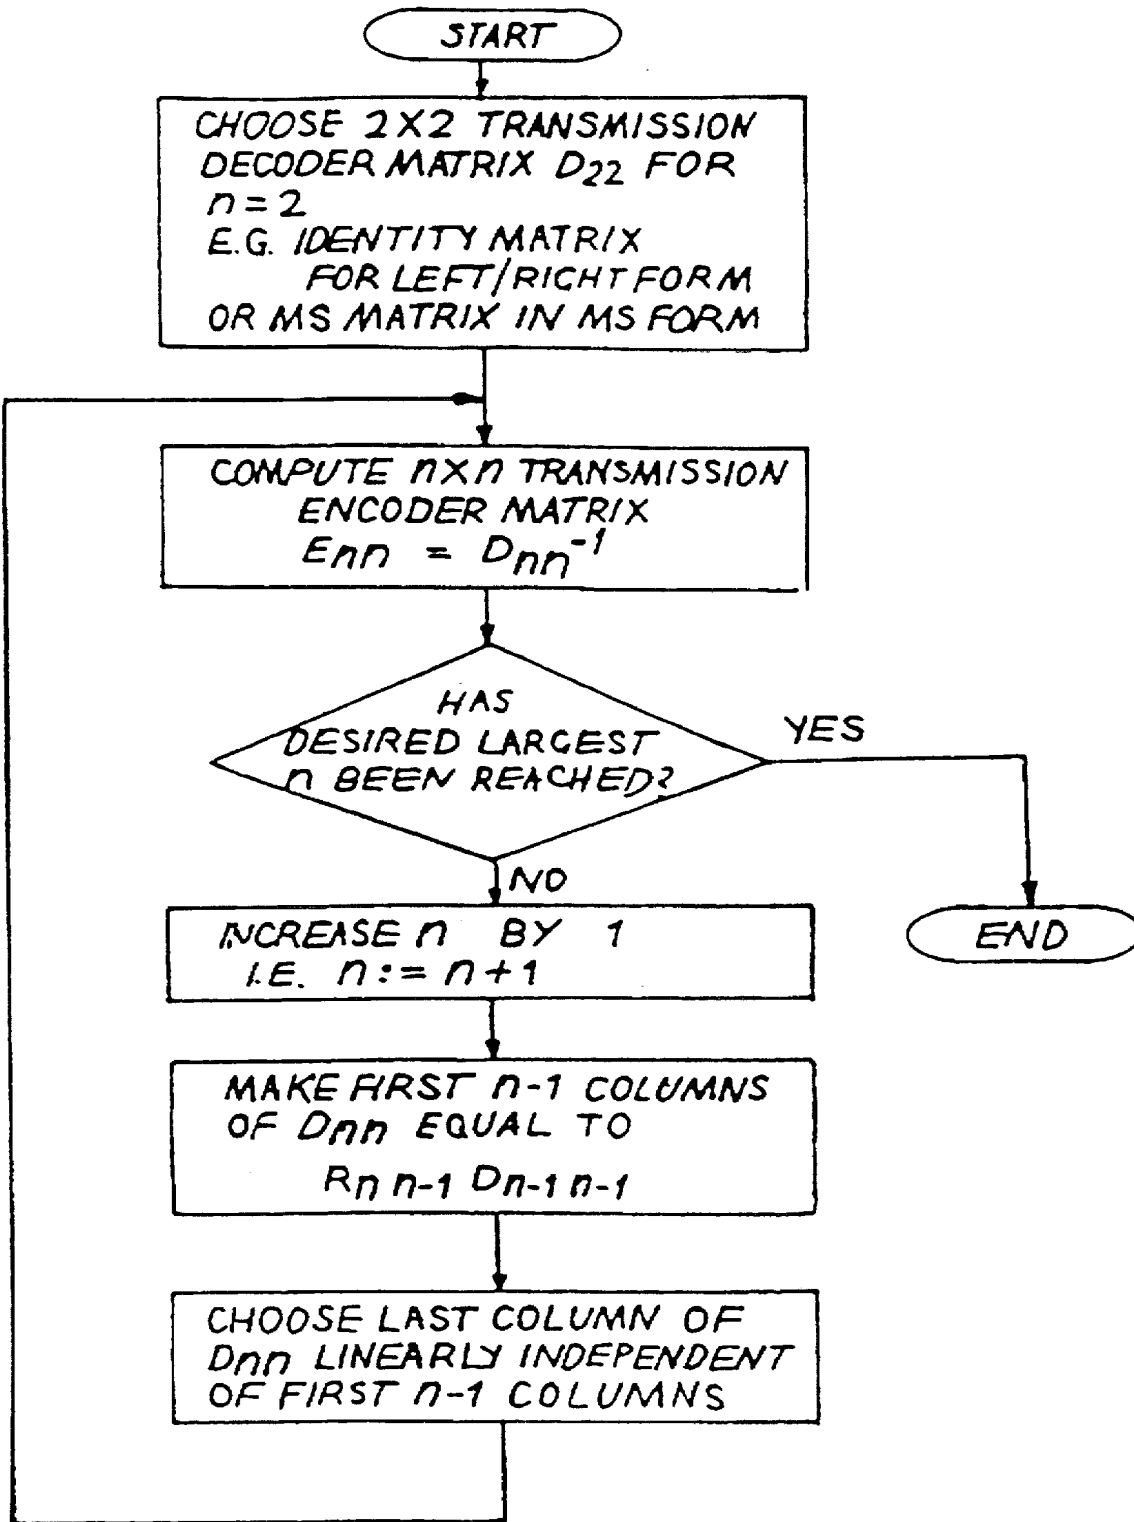 START
CHOOSE 2X2 TRANSMISSION
DECODER MATRIX D22 FOR
n = 2
E.G. IDENTITY MATRIX
FOR LEFT/RIGHT FORM
OR MS MATRIX IN MS FORM
COMPUTE nXn TRANSMISSION
ENCODER MATRIX
Enn = Dnn-1
HAS
DESIRED LARGEST
n BEEN REACHED?
YES
NO
END
INCREASE n BY 1
I.E. n := n+1
MAKE FIRST n-1 COLUMNS
OF Dnn EQUAL TO
Rn n-1 Dn-1 n-1
CHOOSE LAST COLUMN OF
Dnn LINEARLY INDEPENDENT
OF FIRST n-1 COLUMNS